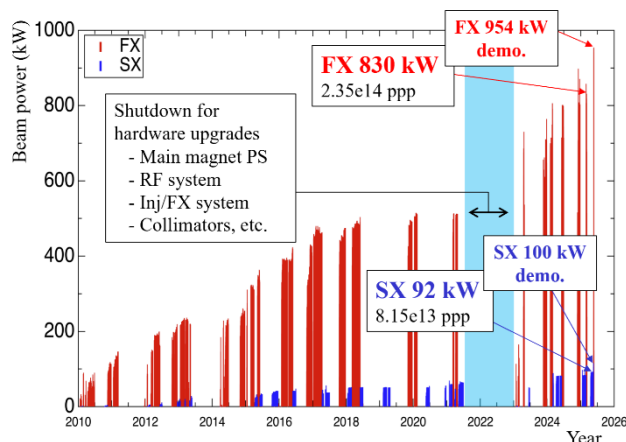 Beam power (kW)
1000
800
600
400
200
0
FX
SX
FX 954 kW
demo.
FX 830 kW
2.35e14 ppp
Shutdown for
hardware upgrades
- Main magnet PS
- RF system
- Inj/FX system
- Collimators, etc.
SX 100 kW
demo.
SX 92 kW
8.15e13 ppp
2010 2012 2014 2016 2018 2020 2022 2024 2026
Year